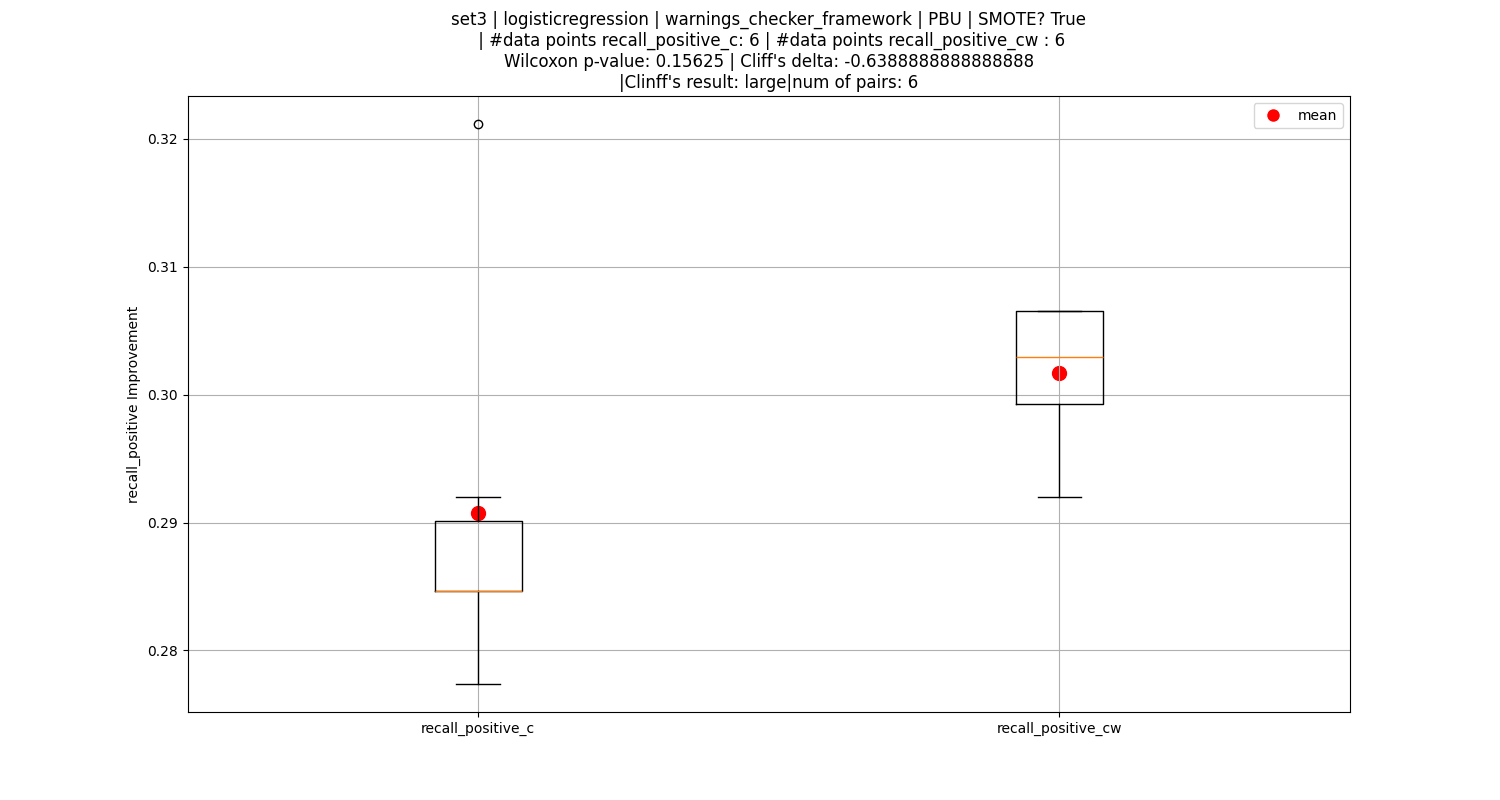 set3 | logisticregression | warnings_checker_framework | PBU | SMOTE? True
| #data points recall_positive_c: 6 | #data points recall_positive_cw : 6
Wilcoxon p-value: 0.15625 | Cliff's delta: -0.6388888888888888
|Clinff's result: large|num of pairs: 6
mean
0.32
0.31
0.30
0.29
0.28
recall_positive Improvement
recall_positive_c
recall_positive_cw